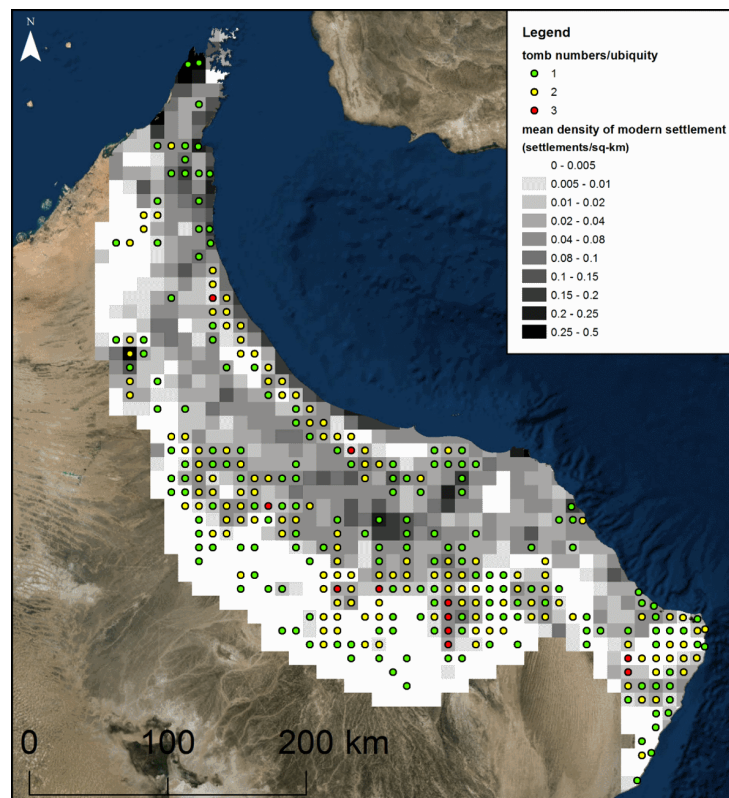 N
Legend
tomb numbers/ubiquity
1
2
3
mean density of modern settlement
(settlements/sq-km)
0 - 0.005
0.005 - 0.01
0.01 - 0.02
0.02 - 0.04
0.04 - 0.08
0.08 - 0.1
0.1 - 0.15
0.15 - 0.2
0.2 - 0.25
0.25 - 0.5
0 100 200 km